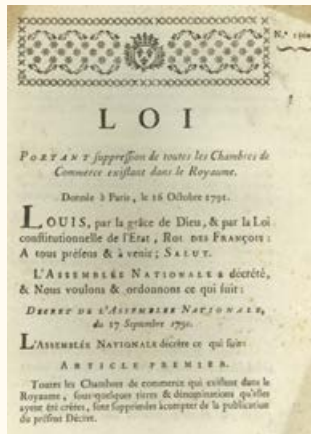 N.°
LOI
PORTANT suppression de toutes les Chambres de
Commerce existant dans le Royaume.
Donnée à Paris, le 16 Octobre 1791.
LOUIS, par la grâce de Dieu, & par la Loi
constitutionnelle de l'Etat, ROI DES FRANÇOIS:
A tous présens & à venir; SALUT.
L'ASSEMBLÉE NATIONALE a décrété,
& Nous voulons & ordonnons ce qui suit:
DÉCRET DE L'ASSEMBLÉE NATIONALE,
du 27 Septembre 1791.
L'ASSEMBLÉE NATIONALE décrète ce qui suit:
ARTICLE PREMIER.
Toutes les Chambres de commerce qui existent dans le
Royaume, sous quelques titres & dénominations qu'elles
ayent été créées, sont supprimées àcompter de la publication
du présent Décret.